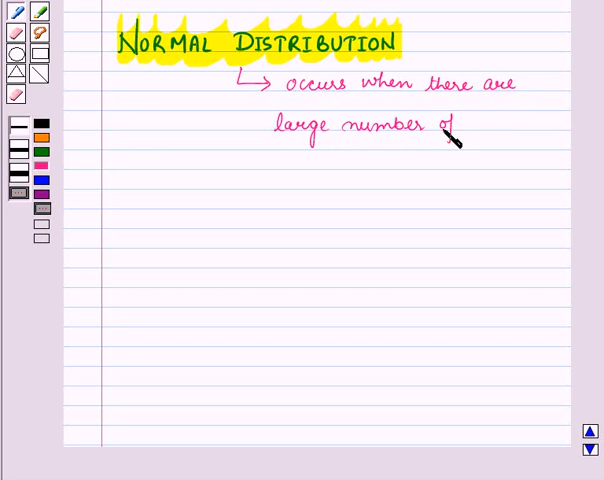 NORMAL DISTRIBUTION
occurs when there are
large number of